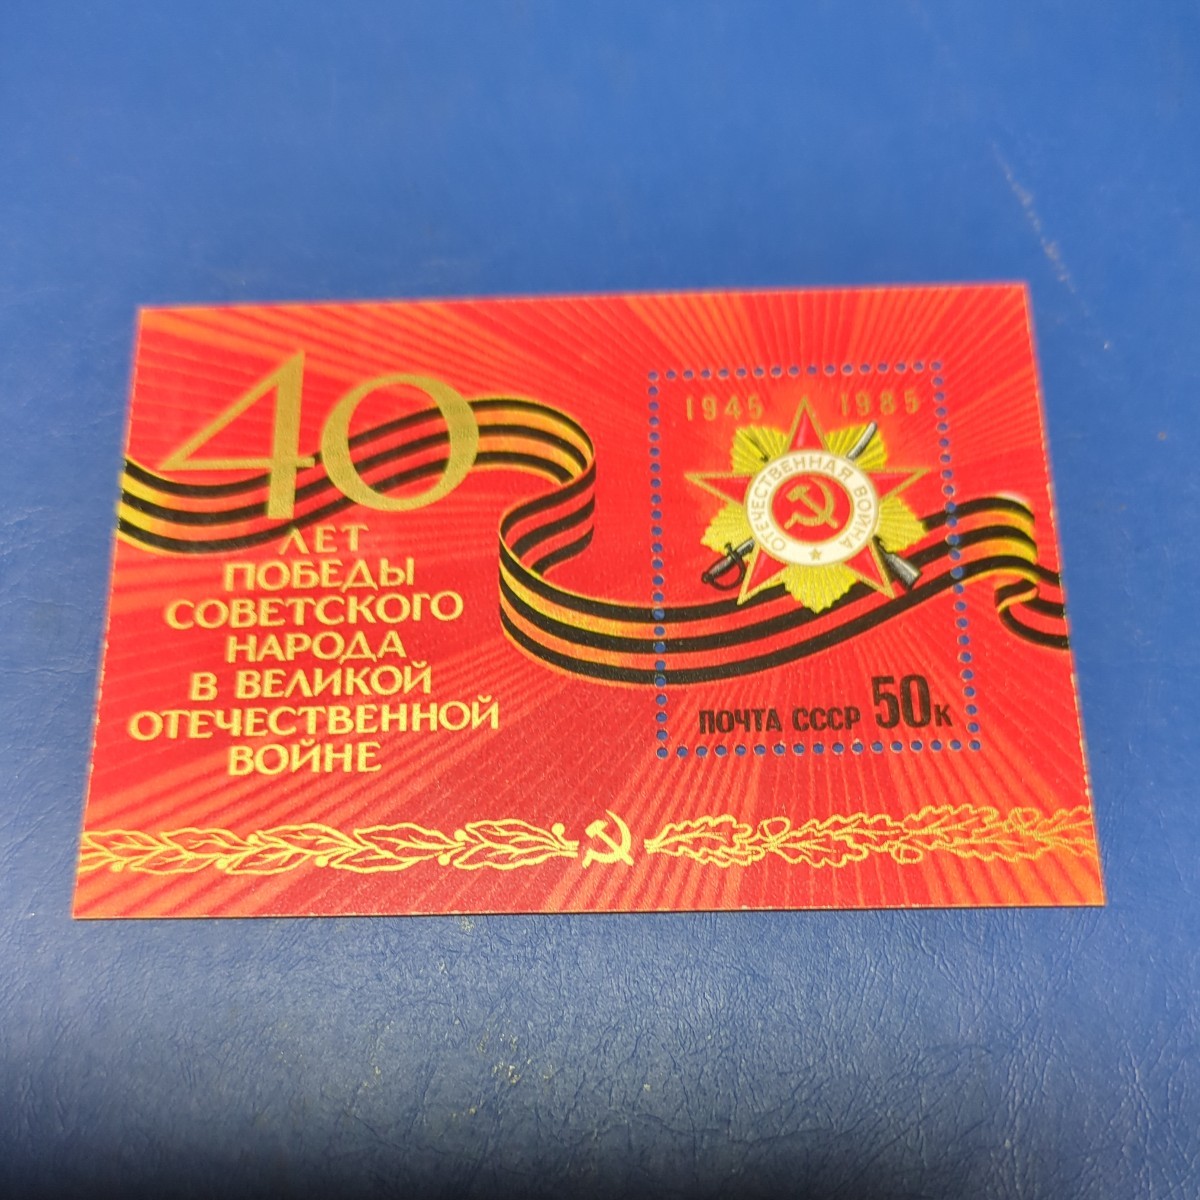 40
ЛЕТ
ПОБЕДЫ
СОВЕТСКОГО
НАРОДА
В ВЕЛИКОЙ
ОТЕЧЕСТВЕННОЙ
ВОЙНЕ
1945 1985
ОТЕЧЕСТВЕННАЯ ВОЙНА
ПОЧТА СССР 50к